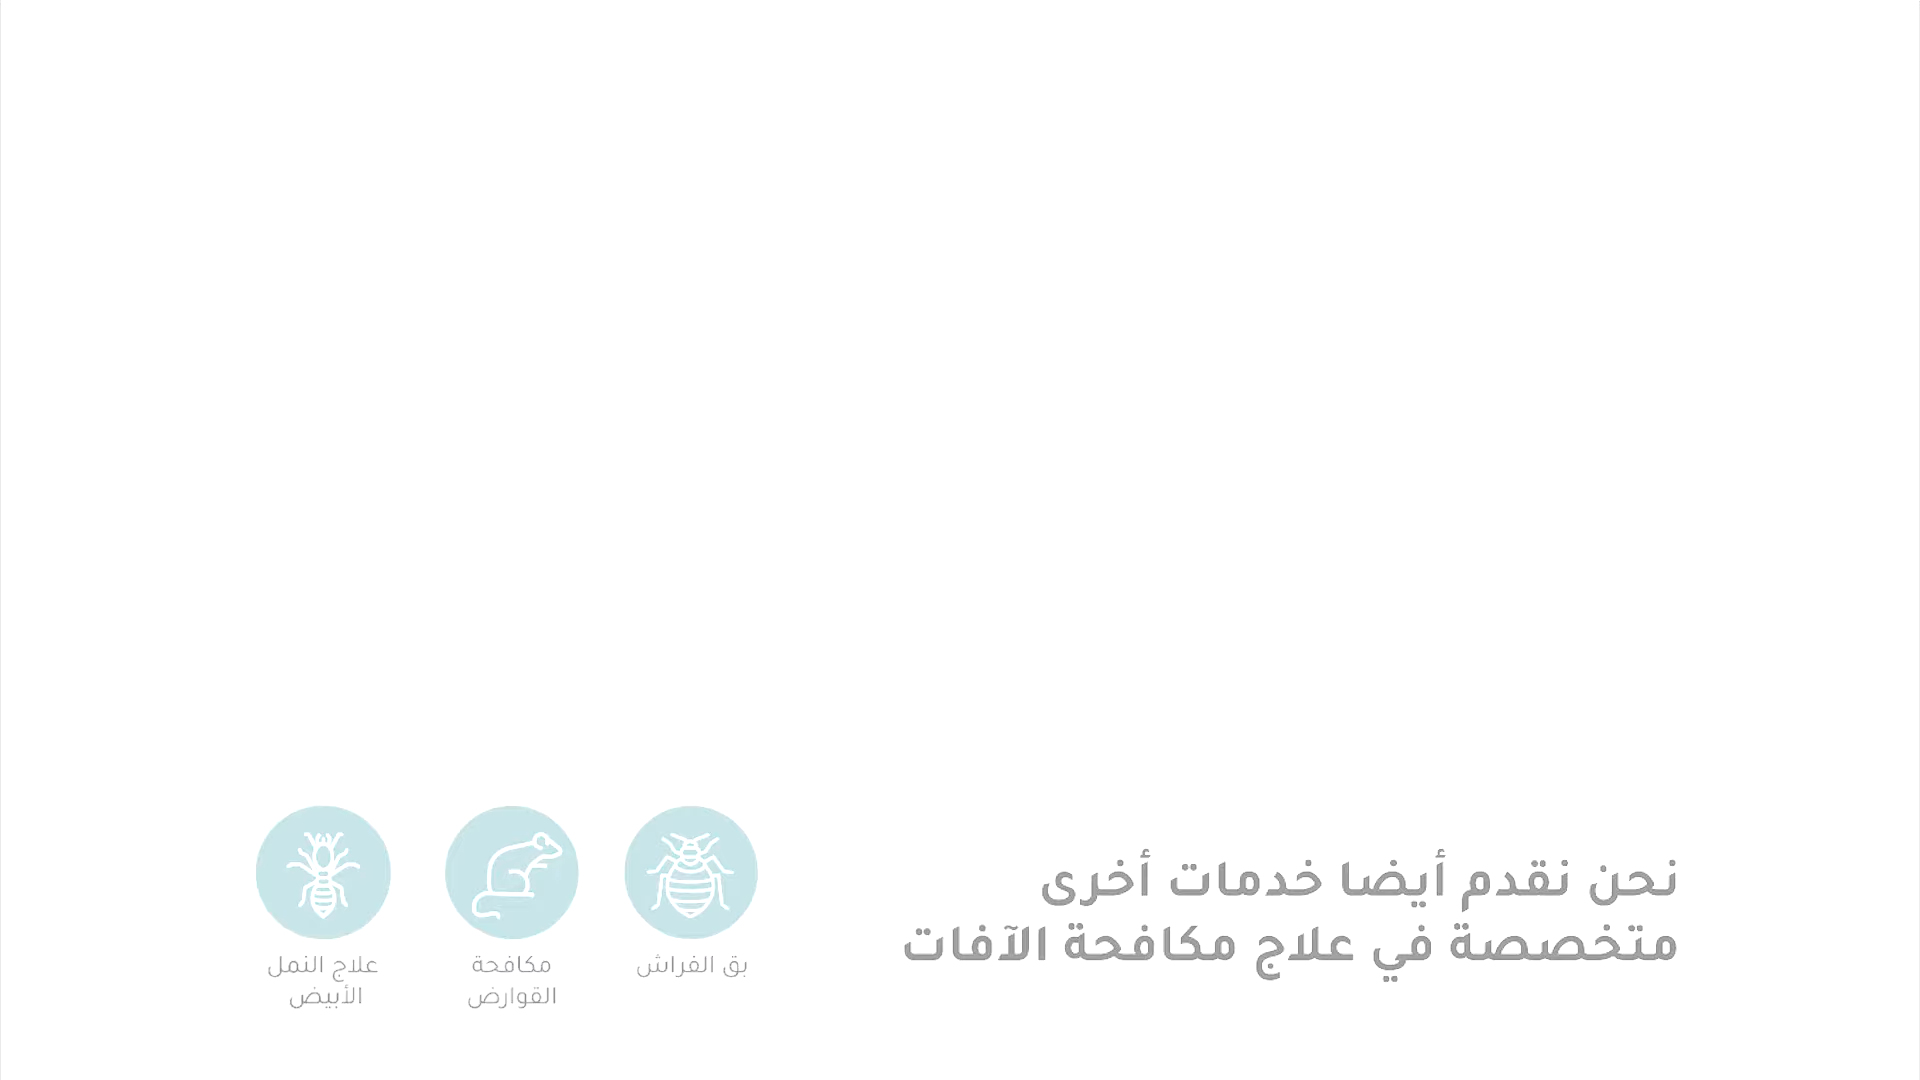 نحن نقدم أيضا خدمات أخرى
متخصصة في علاج مكافحة الآفات
بق الفراش
مكافحة
القوارض
علاج النمل
الأبيض